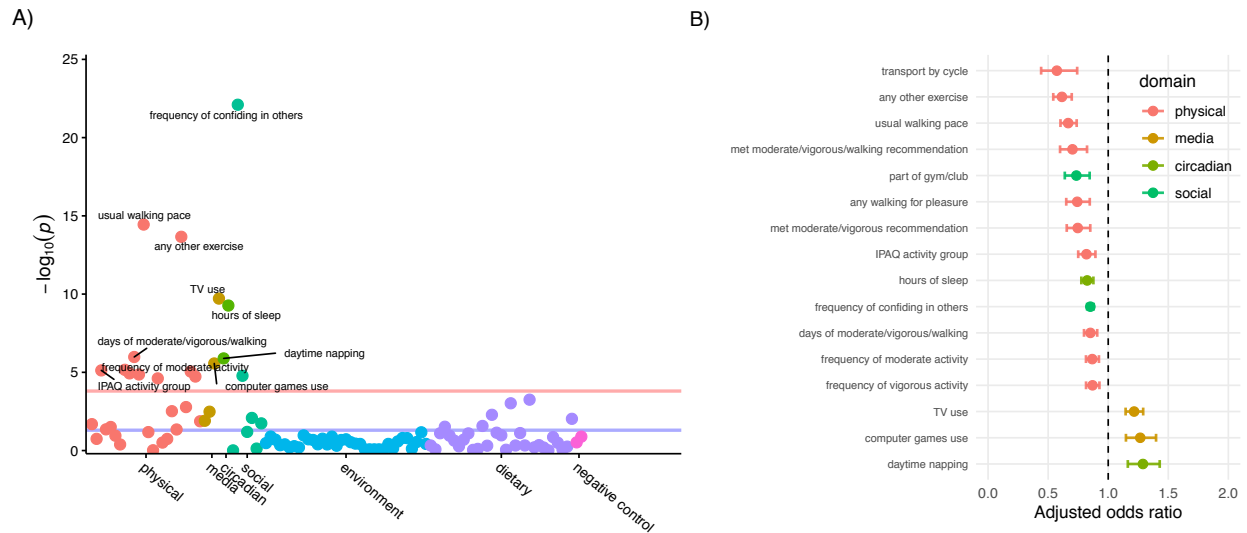 A)
25
20
15
10
5
0
−log10(p)
frequency of confiding in others
usual walking pace
any other exercise
TV use
hours of sleep
days of moderate/vigorous/walking
daytime napping
frequency of moderate activity
IPAQ activity group
computer games use
physical
media
circadian
social
environment
dietary
negative control
B)
transport by cycle
any other exercise
usual walking pace
met moderate/vigorous/walking recommendation
part of gym/club
any walking for pleasure
met moderate/vigorous recommendation
IPAQ activity group
hours of sleep
frequency of confiding in others
days of moderate/vigorous/walking
frequency of moderate activity
frequency of vigorous activity
TV use
computer games use
daytime napping
0.0 0.5 1.0 1.5 2.0
Adjusted odds ratio
domain
physical
media
circadian
social